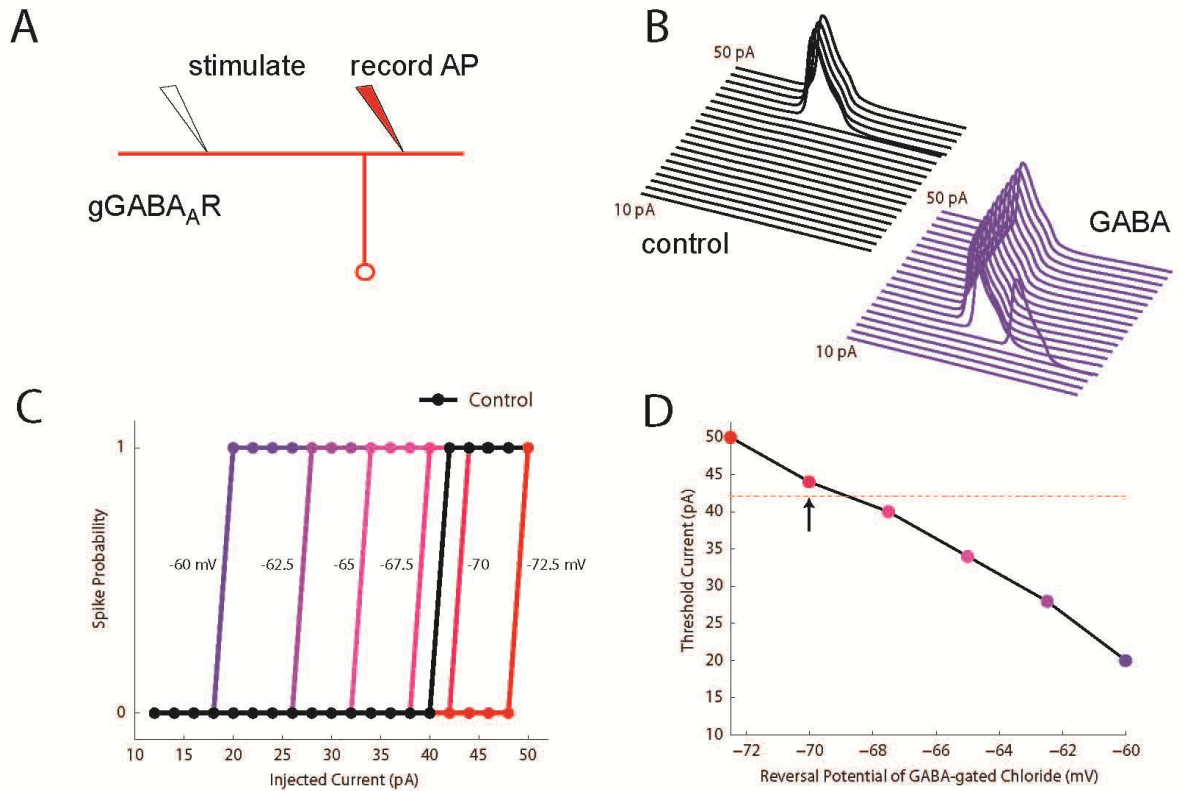 A
stimulate
record AP
gGABA_AR
B
50 pA
10 pA
control
50 pA
GABA
10 pA
C
Control
Spike Probability
1
0
-60 mV
-62.5
-65
-67.5
-70
-72.5 mV
10 15 20 25 30 35 40 45 50
Injected Current (pA)
D
Threshold Current (pA)
50
44
40
35
30
25
20
15
10
−72 −70 −68 −66 −64 −62 −60
Reversal Potential of GABA-gated Chloride (mV)